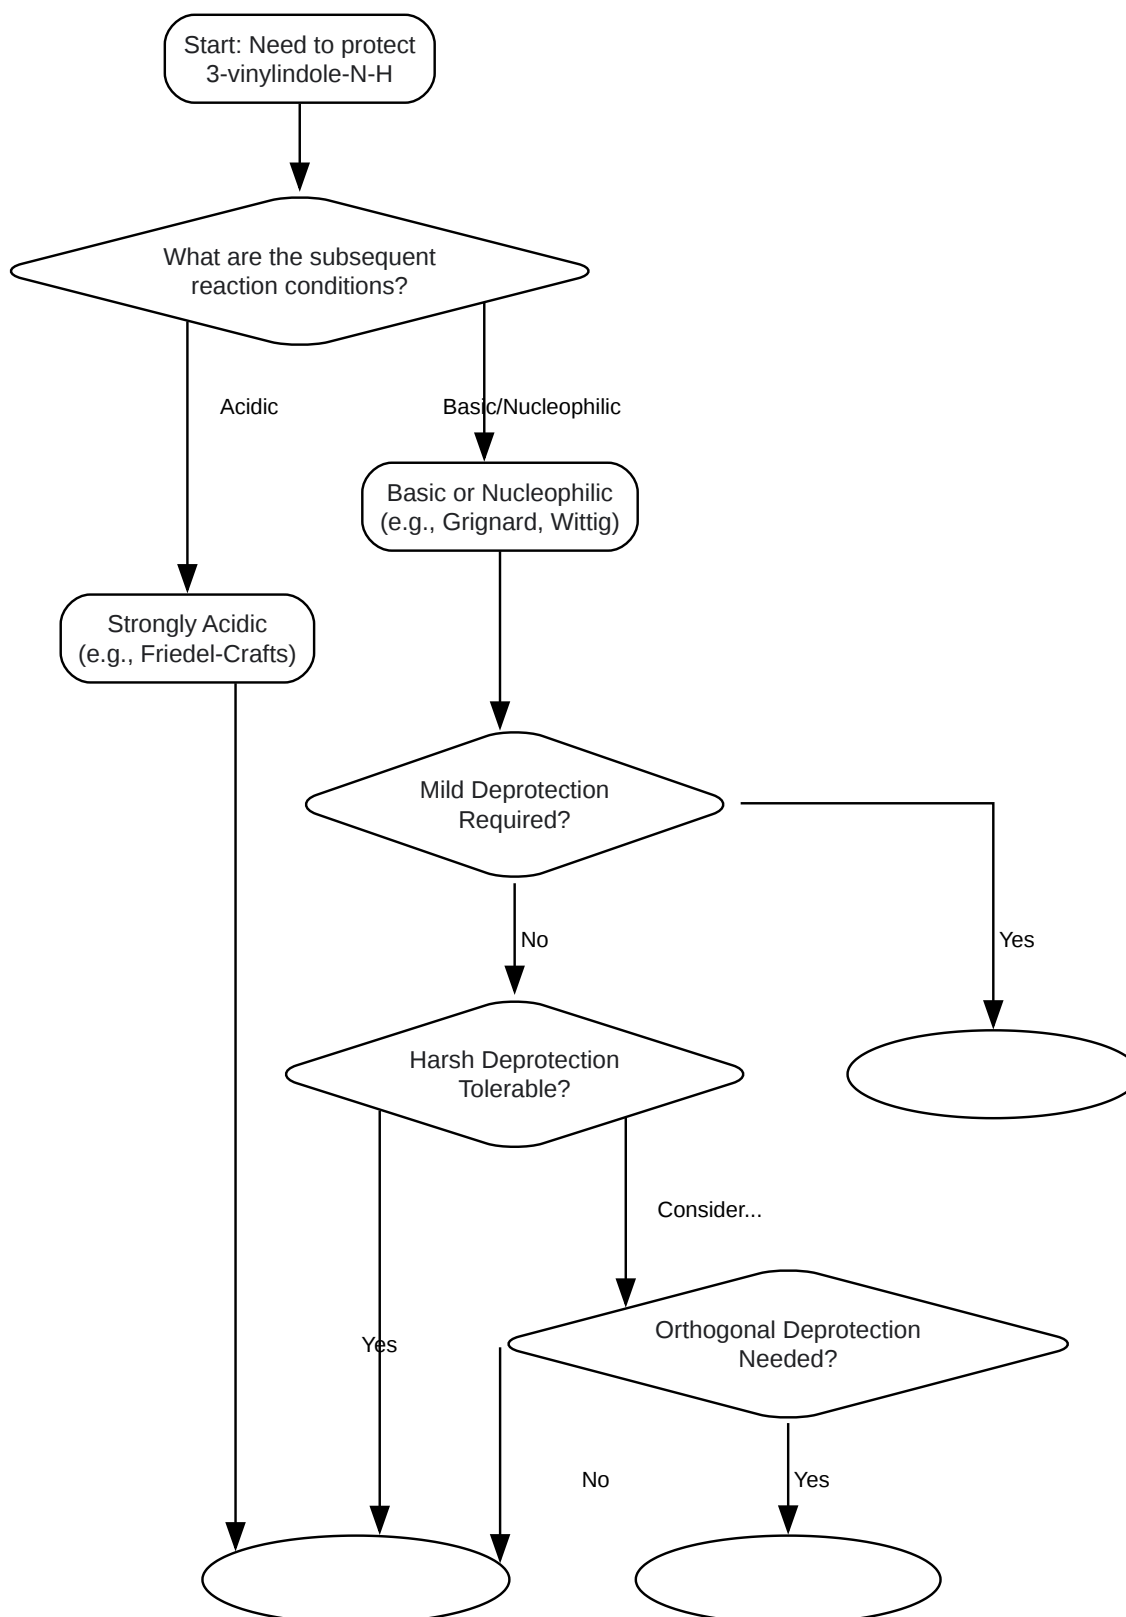 Start: Need to protect
3-vinylindole-N-H
What are the subsequent
reaction conditions?
Acidic
Basic/Nucleophilic
Basic or Nucleophilic
(e.g., Grignard, Wittig)
Strongly Acidic
(e.g., Friedel-Crafts)
Mild Deprotection
Required?
No
Yes
Harsh Deprotection
Tolerable?
Consider...
Yes
Orthogonal Deprotection
Needed?
No
Yes